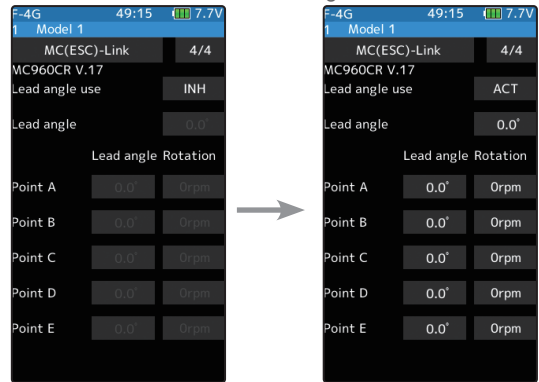 F-4G 49:15 7.7V
1 Model 1
MC(ESC)-Link 4/4
MC960CR V.17
Lead angle use INH
Lead angle 0.0°
Lead angle Rotation
Point A 0.0° 0rpm
Point B 0.0° 0rpm
Point C 0.0° 0rpm
Point D 0.0° 0rpm
Point E 0.0° 0rpm
F-4G 49:15 7.7V
1 Model 1
MC(ESC)-Link 4/4
MC960CR V.17
Lead angle use ACT
Lead angle 0.0°
Lead angle Rotation
Point A 0.0° 0rpm
Point B 0.0° 0rpm
Point C 0.0° 0rpm
Point D 0.0° 0rpm
Point E 0.0° 0rpm